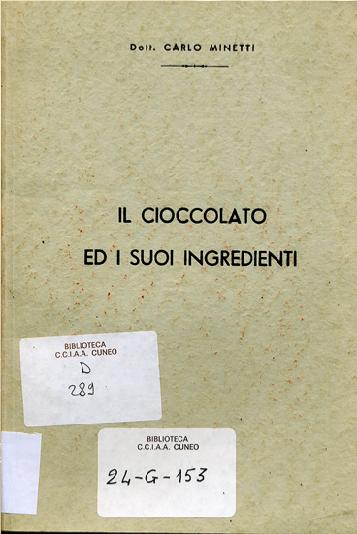 Dott. CARLO MINETTI
IL CIOCCOLATO
ED I SUOI INGREDIENTI
BIBLIOTECA
C.C.I.A.A. CUNEO
D
289
BIBLIOTECA
C.C.I.A.A. CUNEO
24-G-153